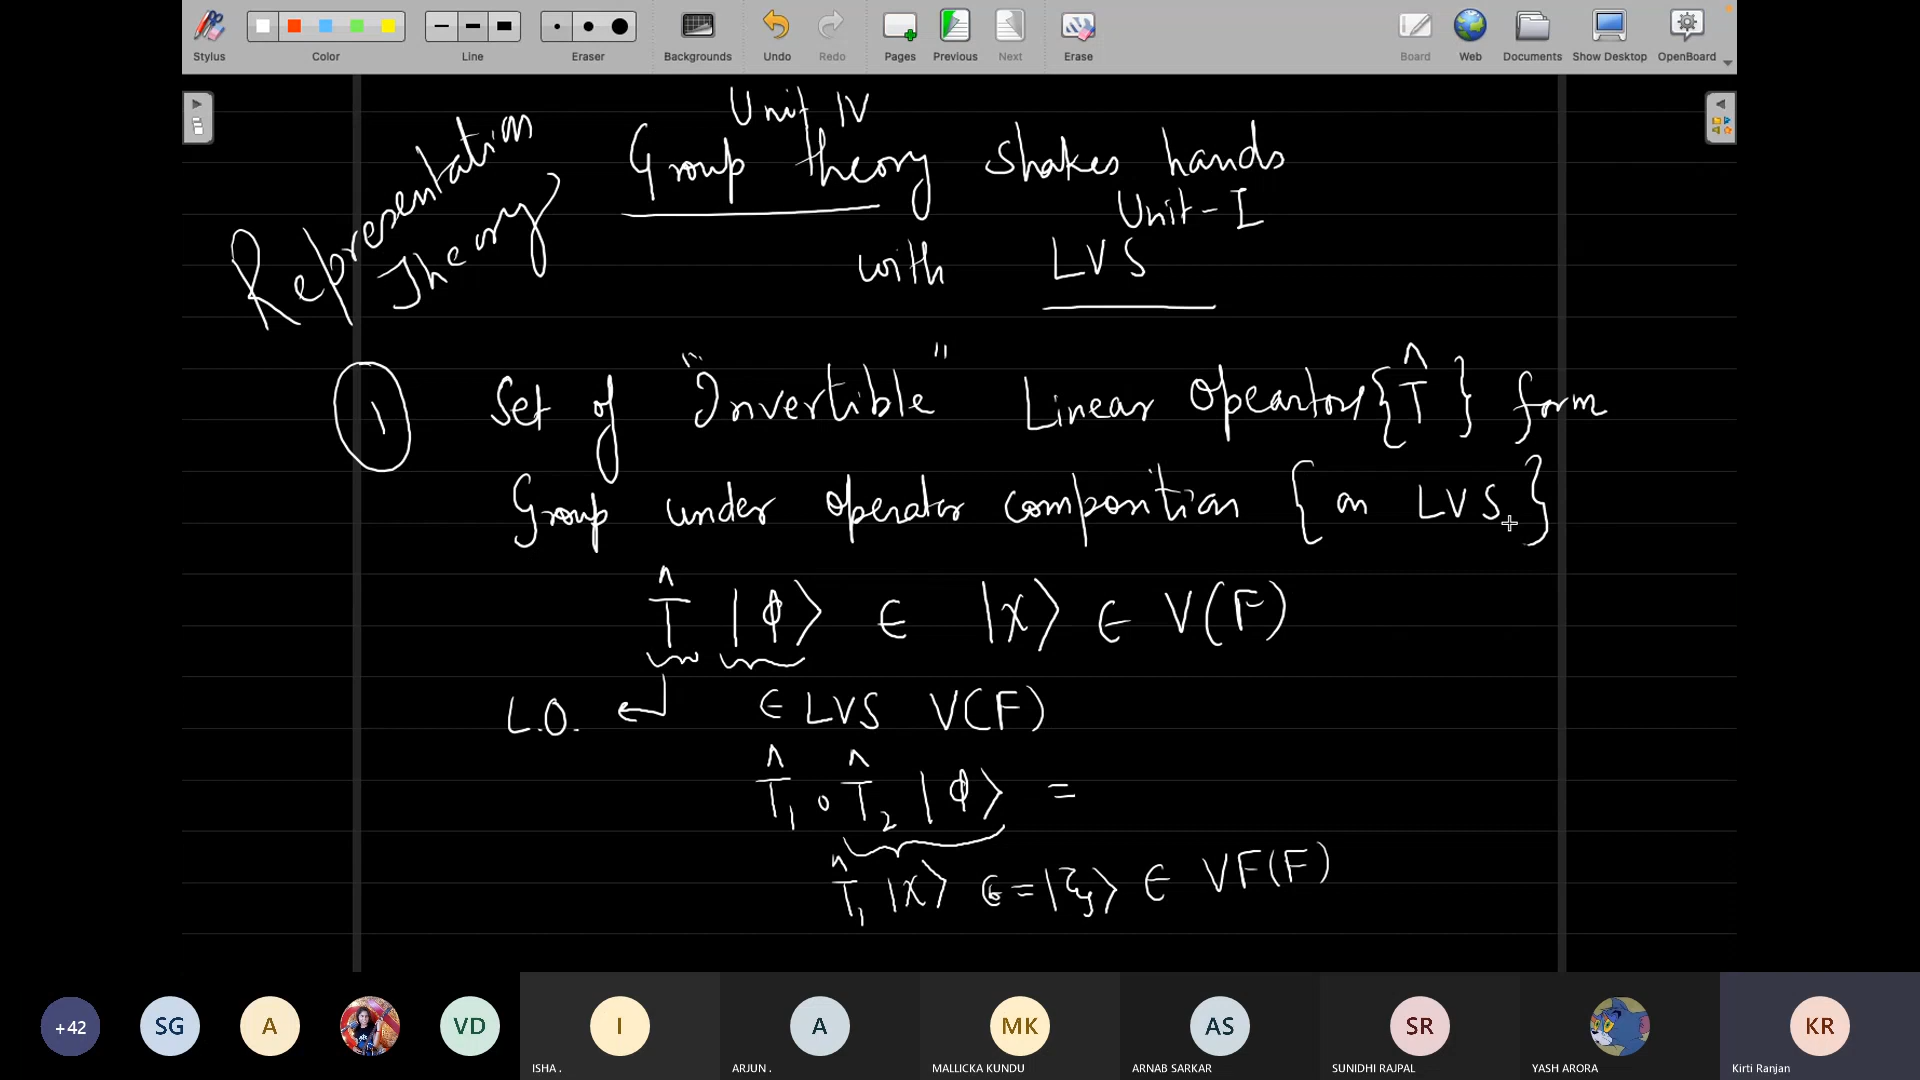 Stylus Color Line Eraser Backgrounds Undo Redo Pages Previous Next Erase Board Web Documents Show Desktop OpenBoard
Unit IV
Representation Theory
Group theory shakes hands
Unit - I
with LVS
1 Set of "Invertible" Linear Opeartors { T̂ } form
Group under operator composition { on LVS. }
T̂ |ϕ⟩ ∈ |χ⟩ ∈ V(F)
L.O. ↵ ∈ LVS V(F)
T̂₁ ∘ T̂₂ |ϕ⟩ =
T̂₁ |χ⟩ ∈ = |ξ⟩ ∈ VF(F)
+42 SG A VD I A MK AS SR KR
ISHA . ARJUN . MALLICKA KUNDU ARNAB SARKAR SUNIDHI RAJPAL YASH ARORA Kirti Ranjan